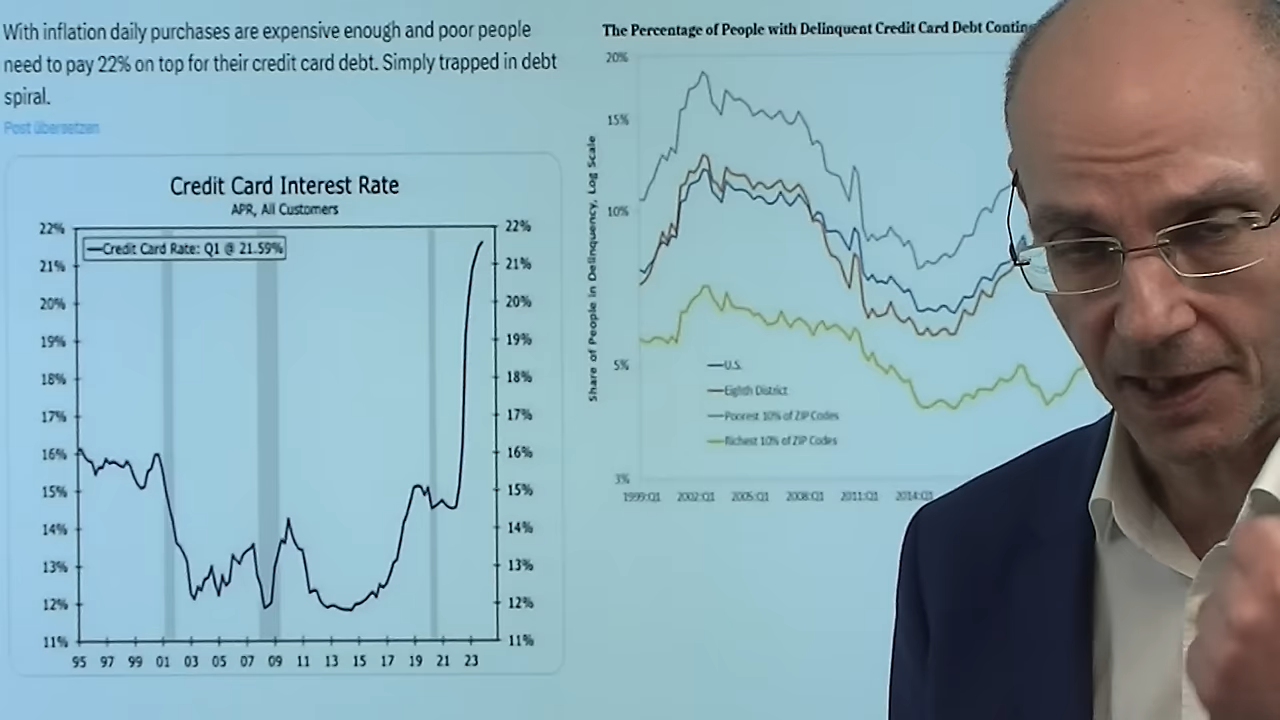 With inflation daily purchases are expensive enough and poor people
need to pay 22% on top for their credit card debt. Simply trapped in debt
spiral.
Post übersetzen
Credit Card Interest Rate
APR, All Customers
Credit Card Rate: Q1 @ 21.59%
22%
21%
20%
19%
18%
17%
16%
15%
14%
13%
12%
11%
22%
21%
20%
19%
18%
17%
16%
15%
14%
13%
12%
11%
95 97 99 01 03 05 07 09 11 13 15 17 19 21 23
The Percentage of People with Delinquent Credit Card Debt Contin
Share of People in Delinquency, Log Scale
20%
15%
10%
5%
3%
U.S.
Eighth District
Poorest 10% of ZIP Codes
Richest 10% of ZIP Codes
1999:Q1 2002:Q1 2005:Q1 2008:Q1 2011:Q1 2014:Q1